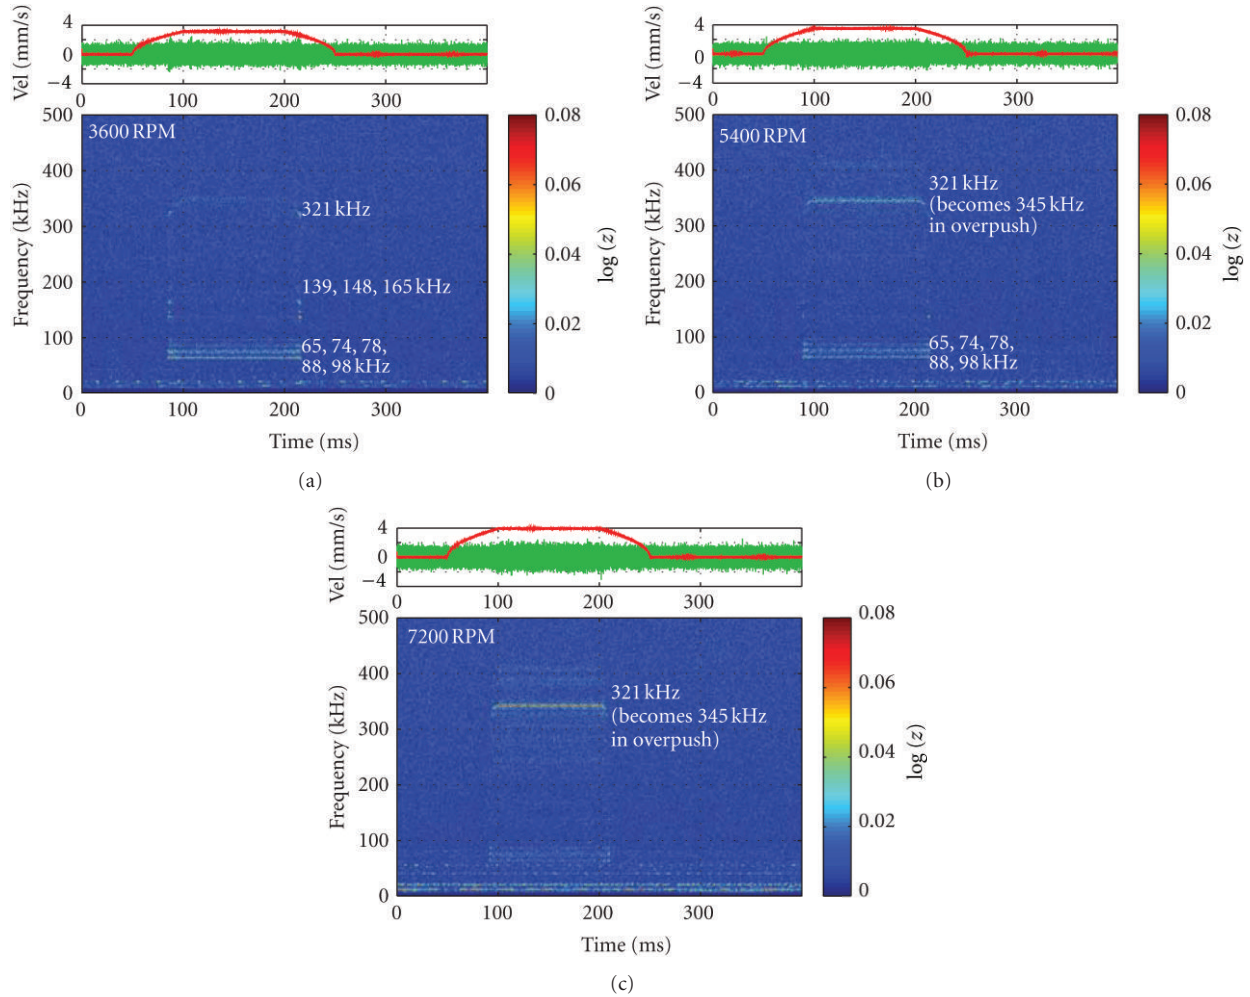 Vel (mm/s)
4
0
−4
0 100 200 300
500
400
300
200
100
0
Frequency (kHz)
3600 RPM
321 kHz
139, 148, 165 kHz
65, 74, 78,
88, 98 kHz
0 100 200 300
Time (ms)
0.08
0.06
0.04
0.02
0
log (z)
(a)
Vel (mm/s)
4
0
−4
0 100 200 300
500
400
300
200
100
0
Frequency (kHz)
5400 RPM
321 kHz
(becomes 345 kHz
in overpush)
65, 74, 78,
88, 98 kHz
0 100 200 300
Time (ms)
0.08
0.06
0.04
0.02
0
log (z)
(b)
Vel (mm/s)
4
0
−4
0 100 200 300
500
400
300
200
100
0
Frequency (kHz)
7200 RPM
321 kHz
(becomes 345 kHz
in overpush)
0 100 200 300
Time (ms)
0.08
0.06
0.04
0.02
0
log (z)
(c)